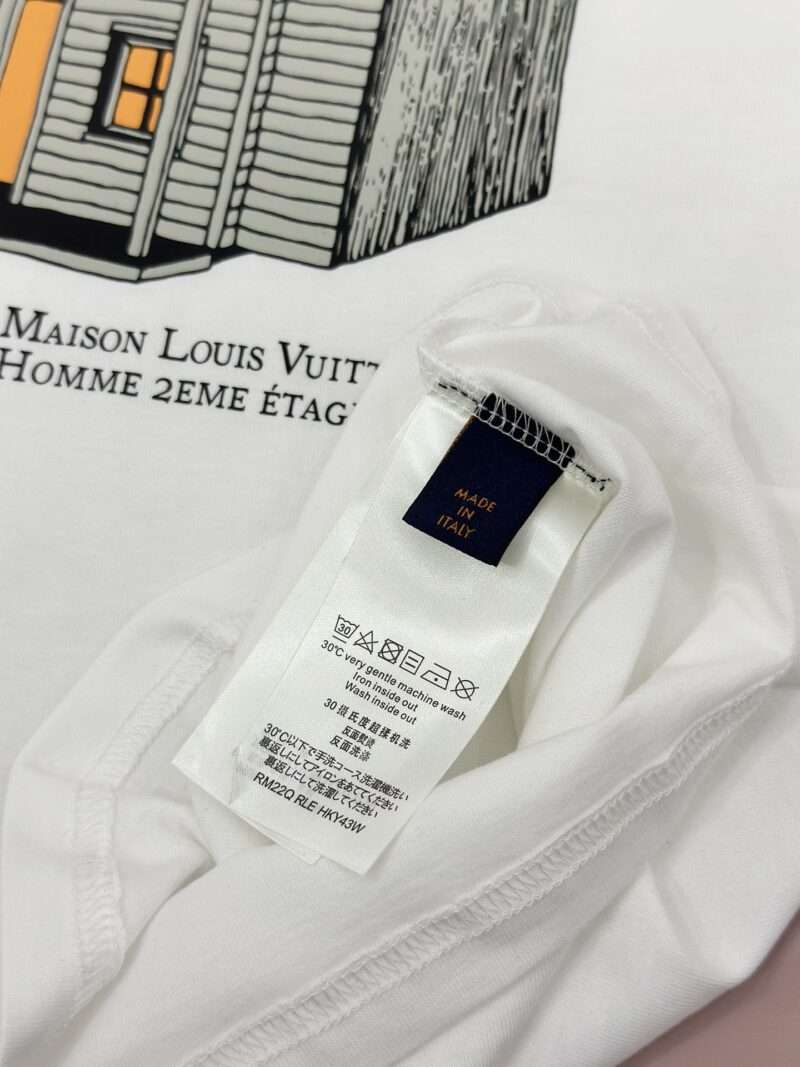 MAISON LOUIS VUITT
HOMME 2EME ÉTAG
MADE
IN
ITALY
30
30°C very gentle machine wash
Iron inside out
Wash inside out
30摄氏度超揉机洗
反面熨烫
反面洗漆
30°C以下で手洗コース洗濯機洗い
裏返しにしてアイロンをあててください
裏返しにして洗濯してください
RM22Q RLE HKY43W